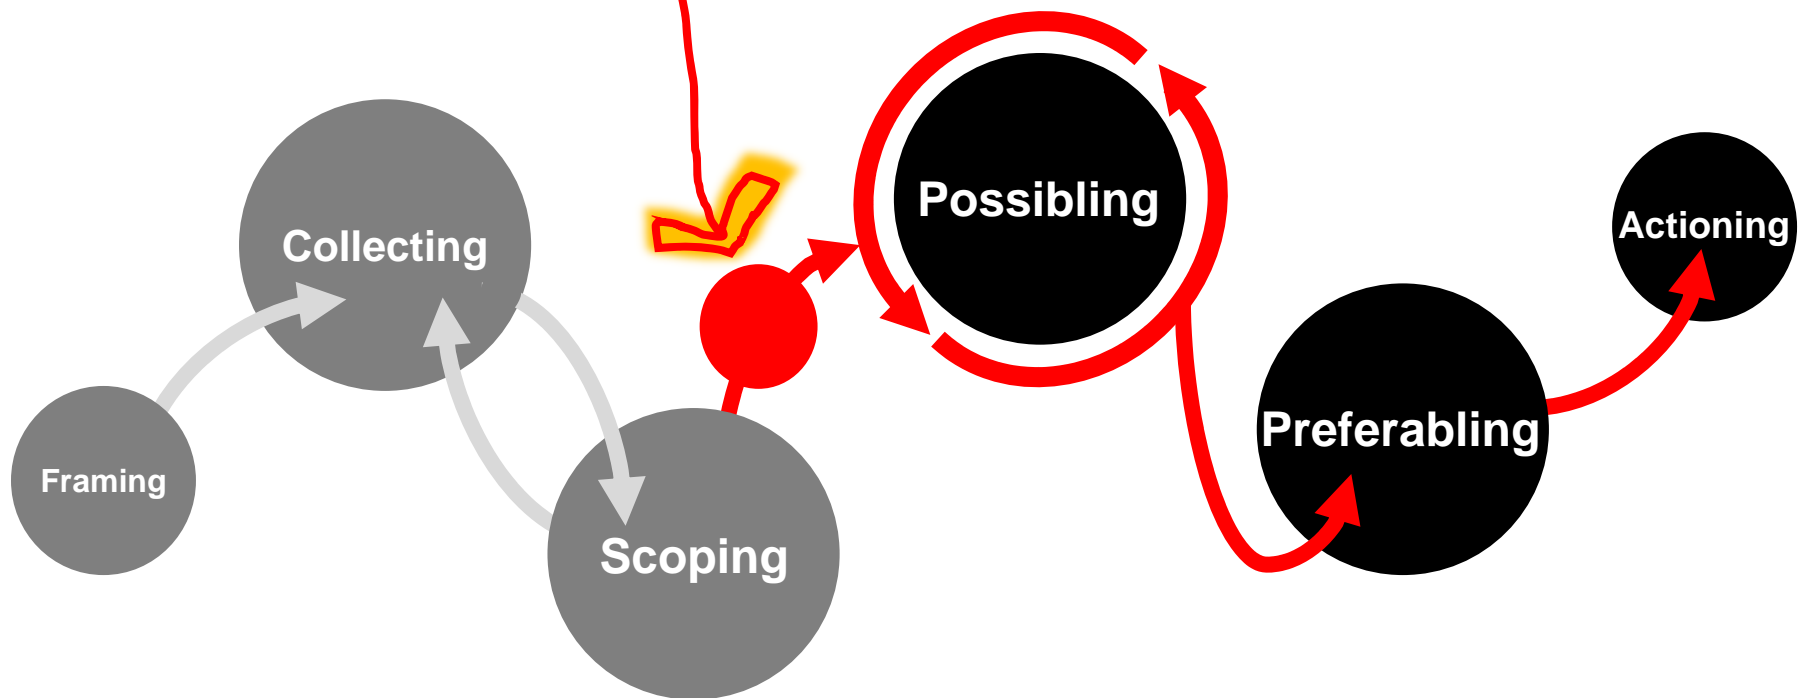 Framing
Collecting
Scoping
Possibling
Preferabling
Actioning